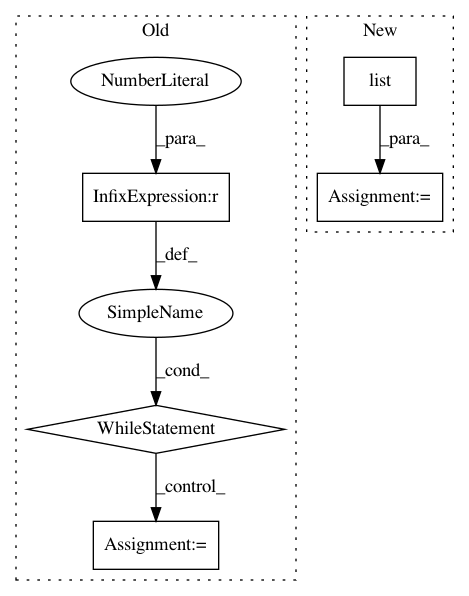 Old
NumberLiteral
_para_
InfixExpression:r
_def_
SimpleName
_cond_
WhileStatement
_control_
Assignment:=
New
list
_para_
Assignment:=